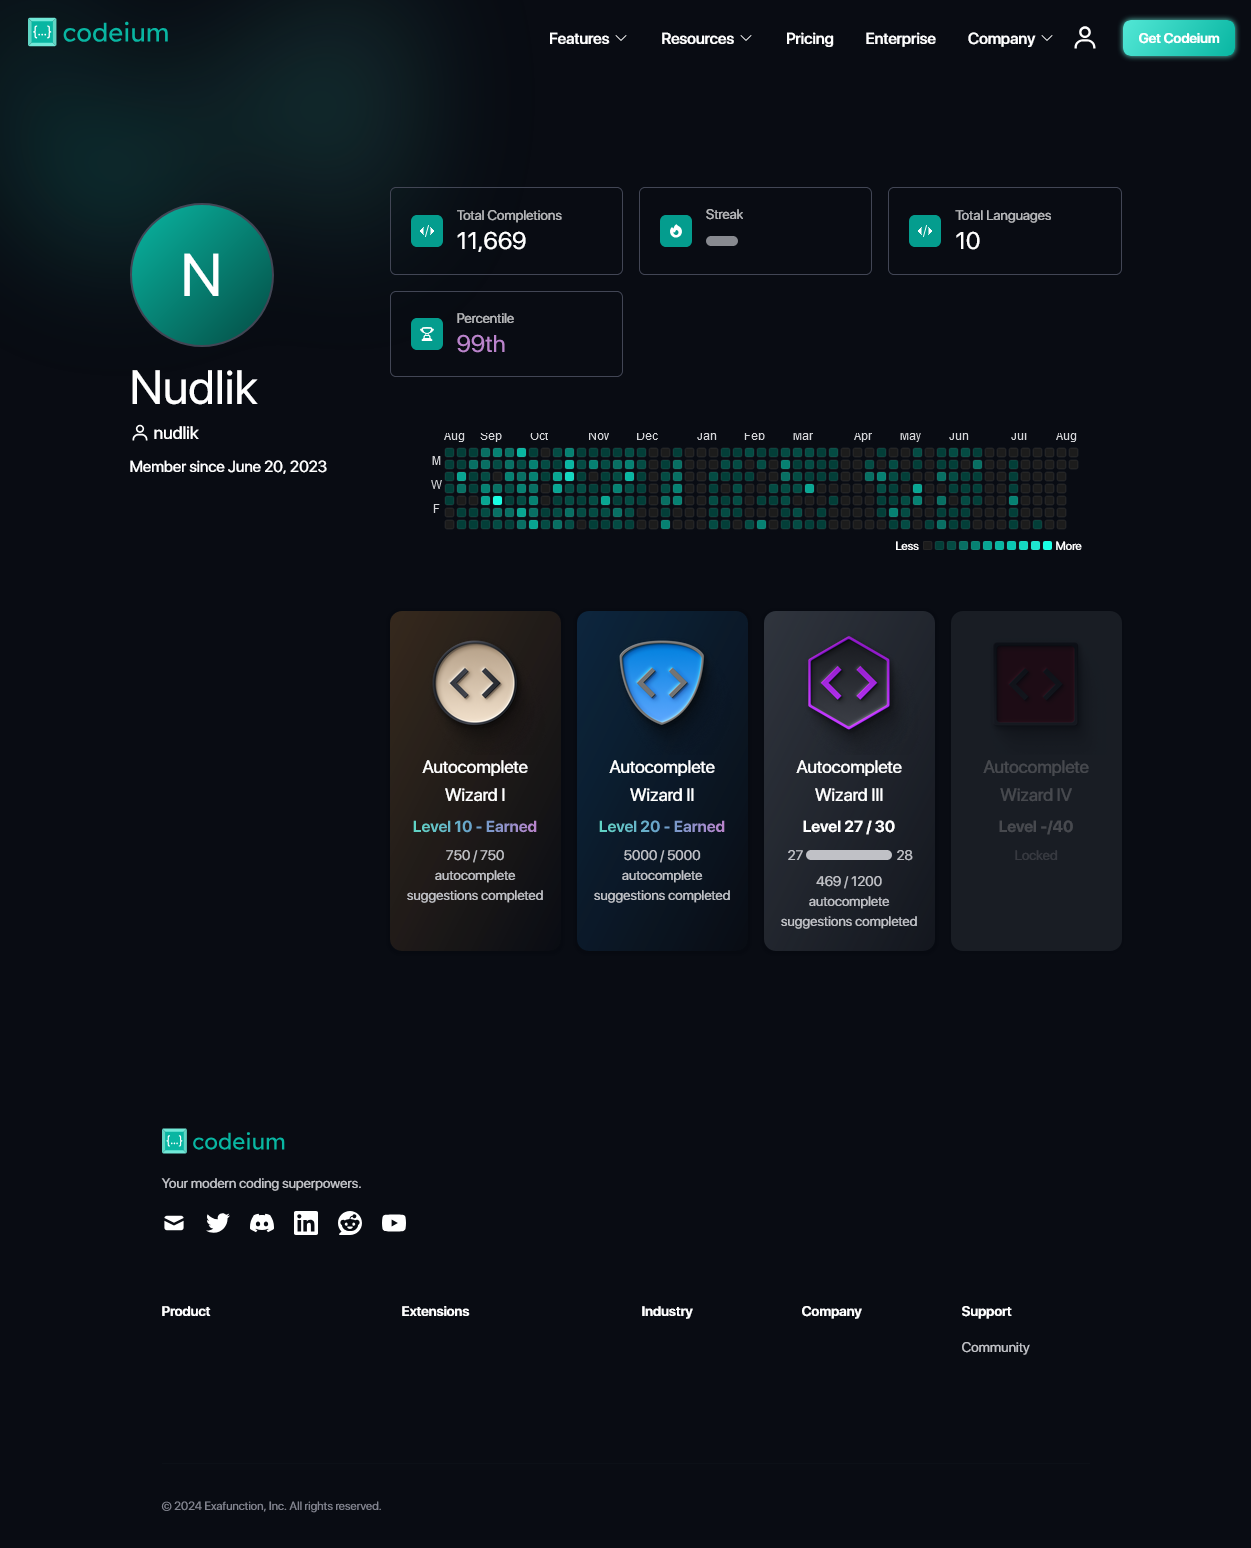 {...} codeium
Features
Resources
Pricing
Enterprise
Company
Get Codeium
N
Nudlik
nudlik
Member since June 20, 2023
Total Completions
11,669
Streak
Total Languages
10
Percentile
99th
Aug Sep Oct Nov Dec Jan Feb Mar Apr May Jun Jul Aug
M
W
F
Less More
Autocomplete
Wizard I
Level 10 - Earned
750 / 750
autocomplete
suggestions completed
Autocomplete
Wizard II
Level 20 - Earned
5000 / 5000
autocomplete
suggestions completed
Autocomplete
Wizard III
Level 27 / 30
27 28
469 / 1200
autocomplete
suggestions completed
Autocomplete
Wizard IV
Level -/40
Locked
{...} codeium
Your modern coding superpowers.
in
Product
Extensions
Industry
Company
Support
Community
© 2024 Exafunction, Inc. All rights reserved.